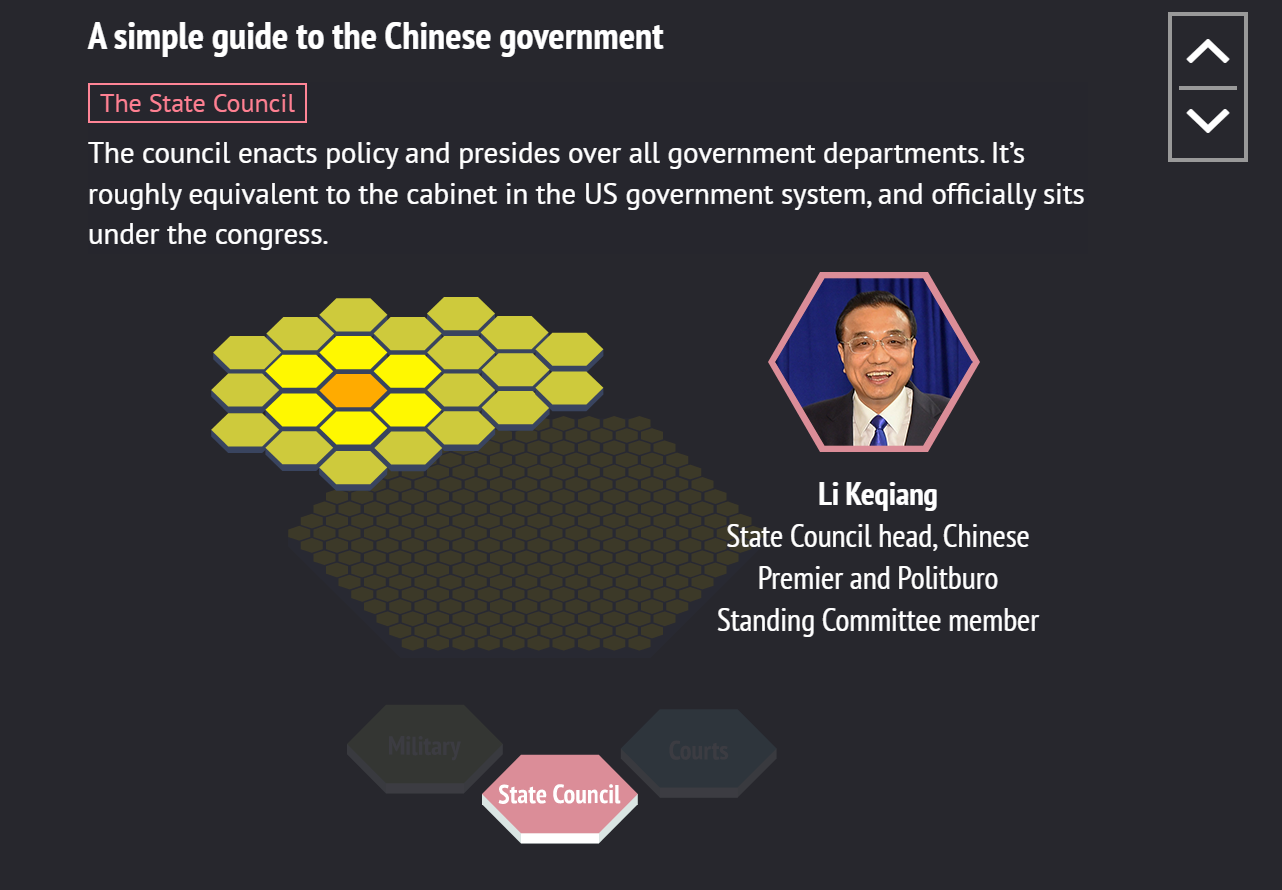 A simple guide to the Chinese government
The State Council
The council enacts policy and presides over all government departments. It’s
roughly equivalent to the cabinet in the US government system, and officially sits
under the congress.
Li Keqiang
State Council head, Chinese
Premier and Politburo
Standing Committee member
Military
Courts
State Council